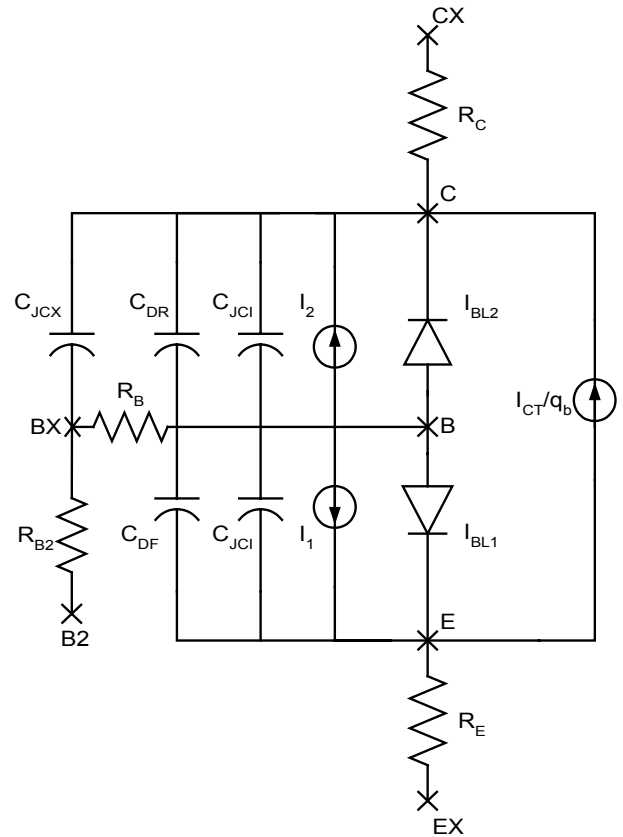 CX
R_C
C
C_JCX
C_DR
C_JCI
I_2
I_BL2
R_B
I_CT/q_b
BX
B
R_B2
C_DF
C_JCI
I_1
I_BL1
B2
E
R_E
EX